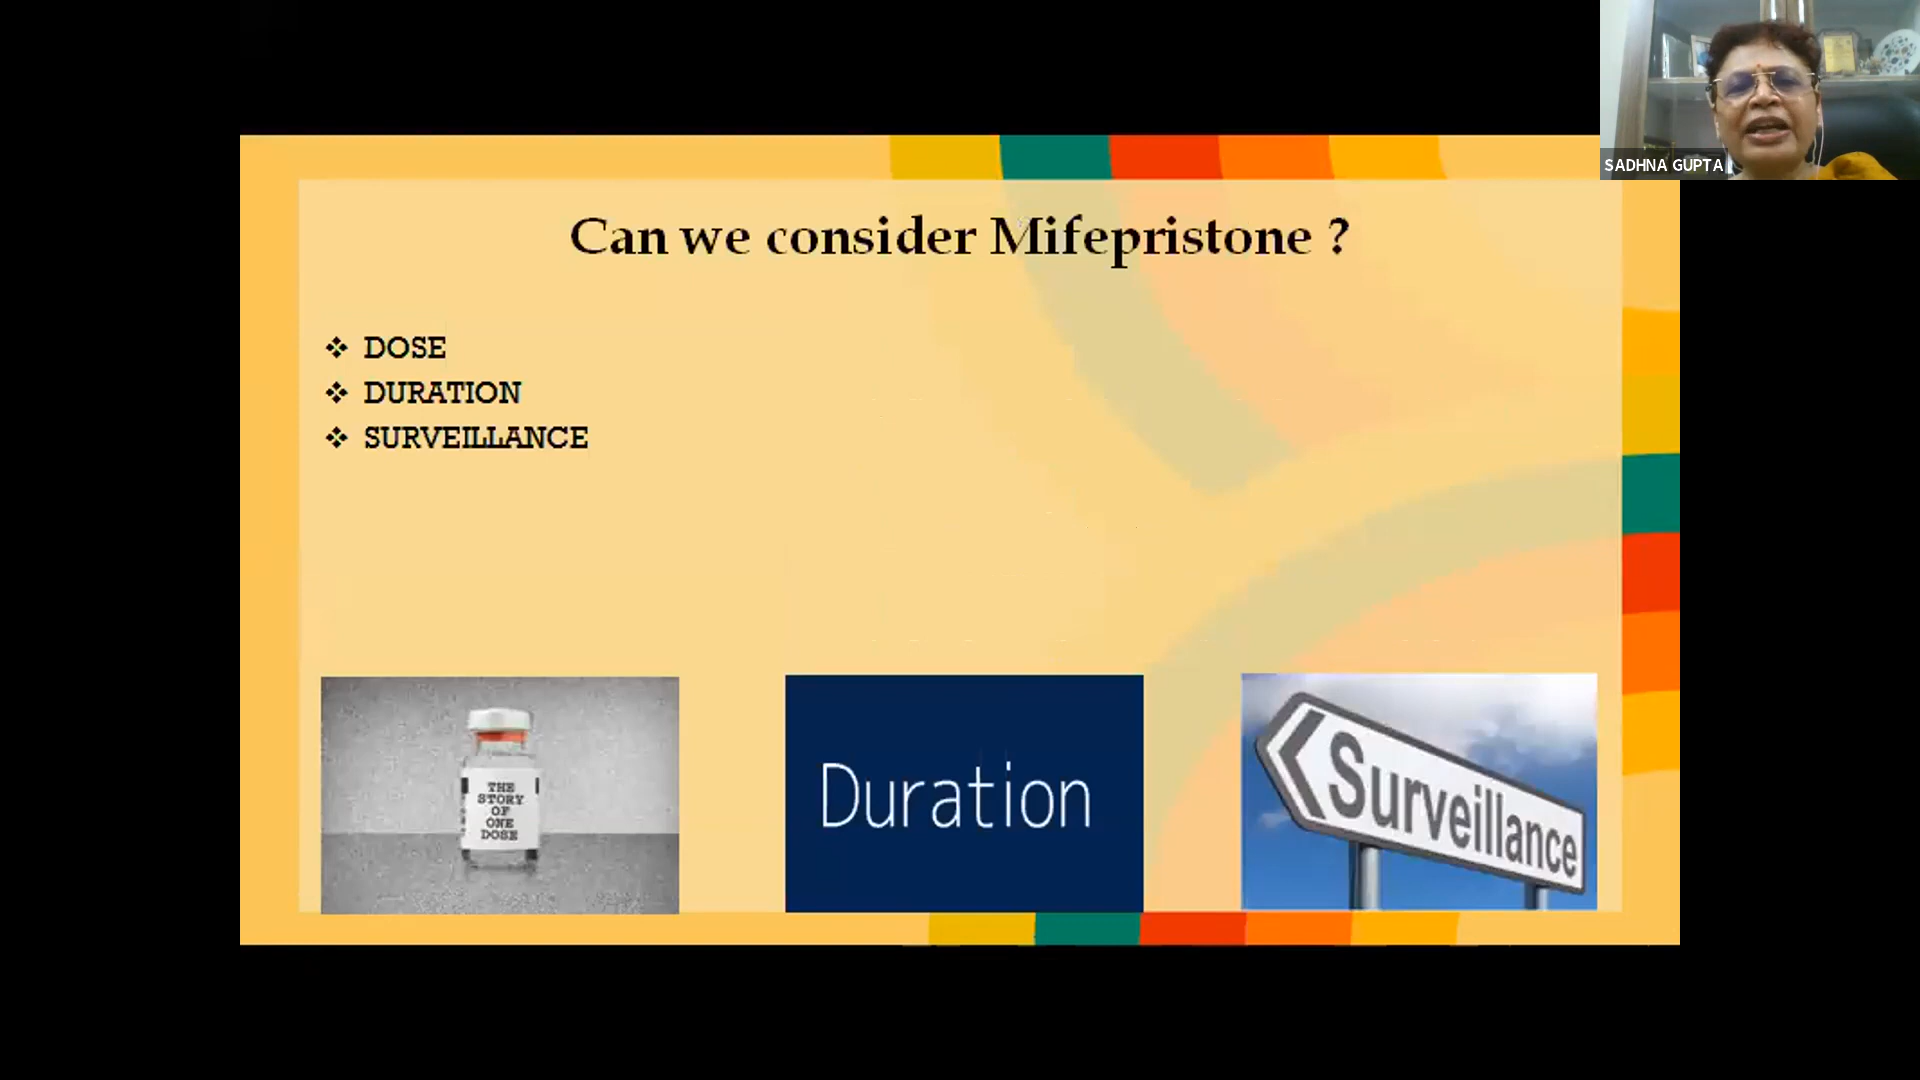 SADHNA GUPTA
Can we consider Mifepristone ?
❖ DOSE
❖ DURATION
❖ SURVEILLANCE
THE
STORY
OF
ONE
DOSE
Duration
Surveillance